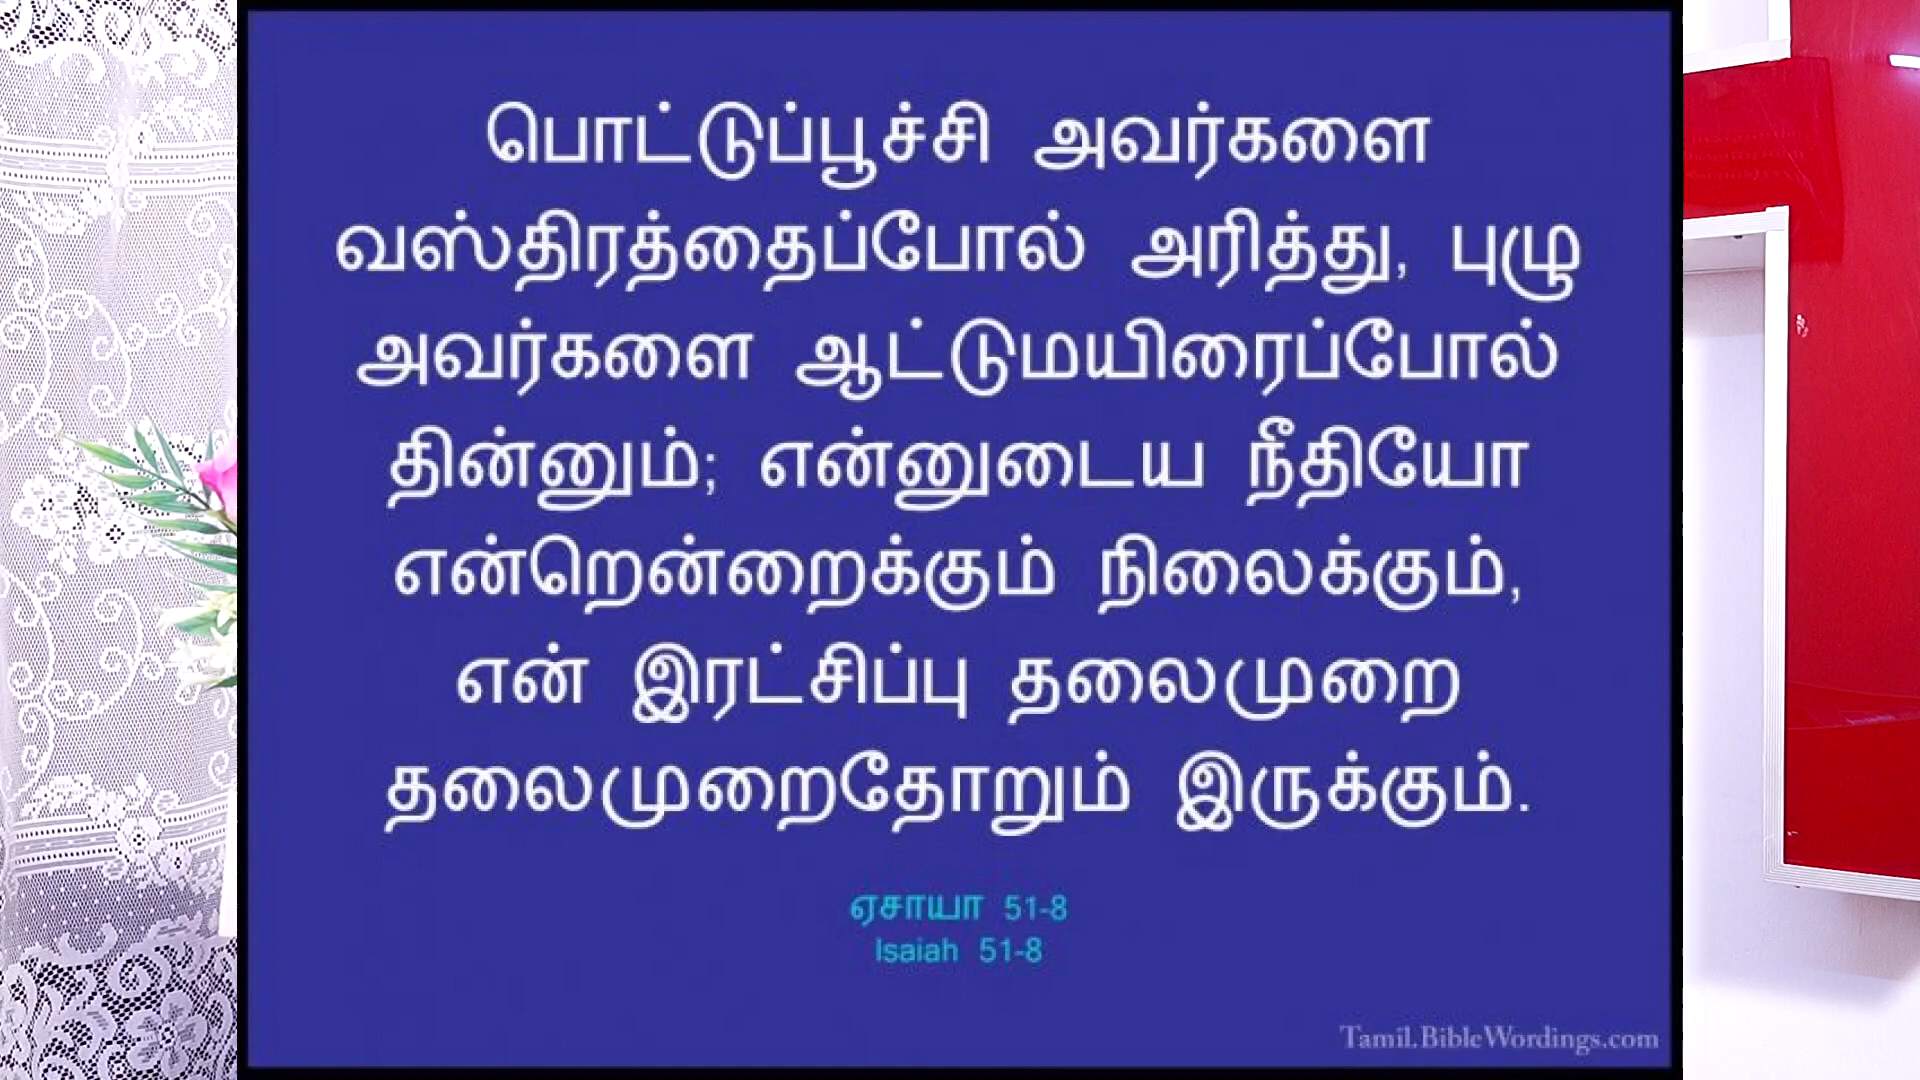 பொட்டுப்பூச்சி அவர்களை
வஸ்திரத்தைப்போல் அரித்து, புழு
அவர்களை ஆட்டுமயிரைப்போல்
தின்னும்; என்னுடைய நீதியோ
என்றென்றைக்கும் நிலைக்கும்,
என் இரட்சிப்பு தலைமுறை
தலைமுறைதோறும் இருக்கும்.
ஏசாயா 51-8
Isaiah 51-8
Tamil.BibleWordings.com